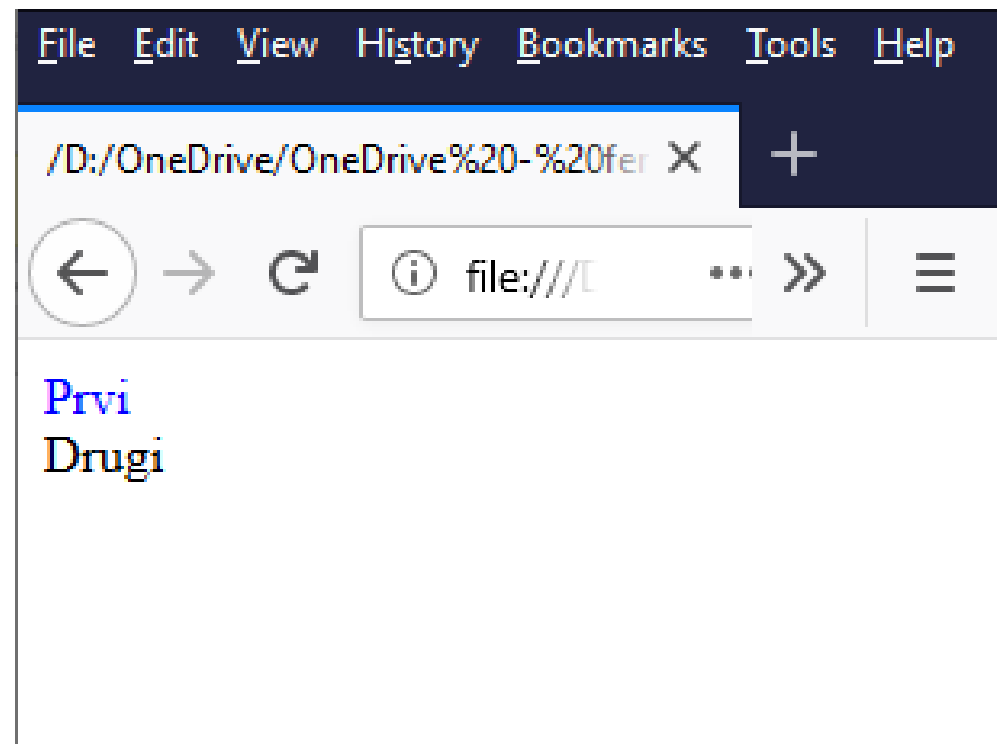 File Edit View History Bookmarks Tools Help
/D:/OneDrive/OneDrive%20-%20fer
file:///D
Prvi
Drugi